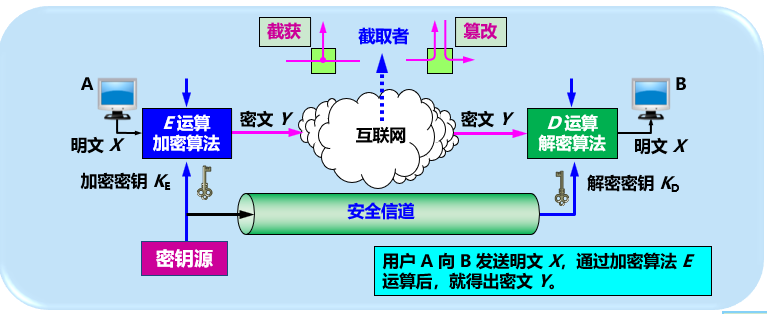 截获
截取者
篡改
A
B
E 运算
加密算法
密文 Y
互联网
密文 Y
D 运算
解密算法
明文 X
明文 X
加密密钥 KE
解密密钥 KD
安全信道
密钥源
用户 A 向 B 发送明文 X，通过加密算法 E
运算后，就得出密文 Y。